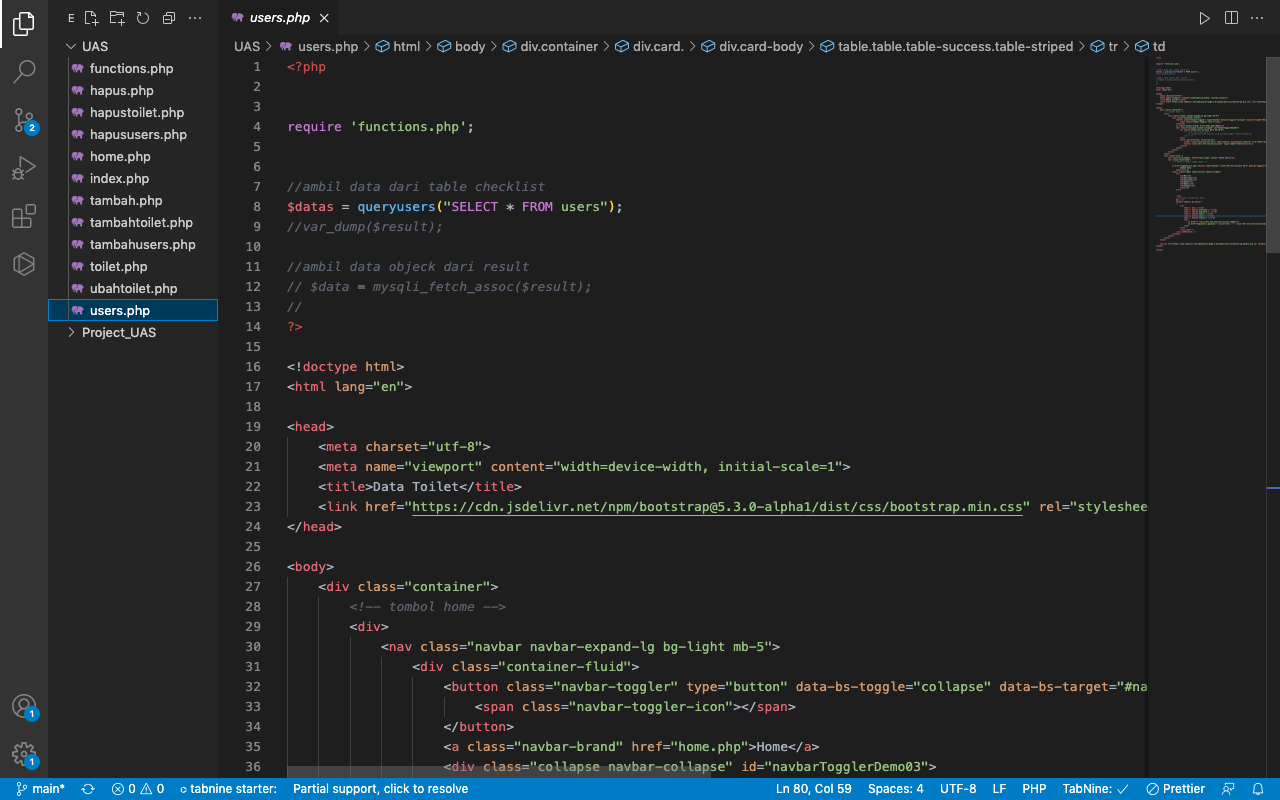 E
users.php
UAS
functions.php
hapus.php
hapustoilet.php
hapususers.php
home.php
index.php
tambah.php
tambahtoilet.php
tambahusers.php
toilet.php
ubahtoilet.php
users.php
Project_UAS
2
1
1
UAS > users.php > html > body > div.container > div.card. > div.card-body > table.table.table-success.table-striped > tr > td
1 <?php
2
3
4 require 'functions.php';
5
6
7 //ambil data dari table checklist
8 $datas = queryusers("SELECT * FROM users");
9 //var_dump($result);
10
11 //ambil data objeck dari result
12 // $data = mysqli_fetch_assoc($result);
13 //
14 ?>
15
16 <!doctype html>
17 <html lang="en">
18
19 <head>
20 <meta charset="utf-8">
21 <meta name="viewport" content="width=device-width, initial-scale=1">
22 <title>Data Toilet</title>
23 <link href="https://cdn.jsdelivr.net/npm/bootstrap@5.3.0-alpha1/dist/css/bootstrap.min.css" rel="styleshee
24 </head>
25
26 <body>
27 <div class="container">
28 <!-- tombol home -->
29 <div>
30 <nav class="navbar navbar-expand-lg bg-light mb-5">
31 <div class="container-fluid">
32 <button class="navbar-toggler" type="button" data-bs-toggle="collapse" data-bs-target="#na
33 <span class="navbar-toggler-icon"></span>
34 </button>
35 <a class="navbar-brand" href="home.php">Home</a>
36 <div class="collapse navbar-collapse" id="navbarTogglerDemo03">
main* 0 0 tabnine starter: Partial support, click to resolve Ln 80, Col 59 Spaces: 4 UTF-8 LF PHP TabNine: Prettier